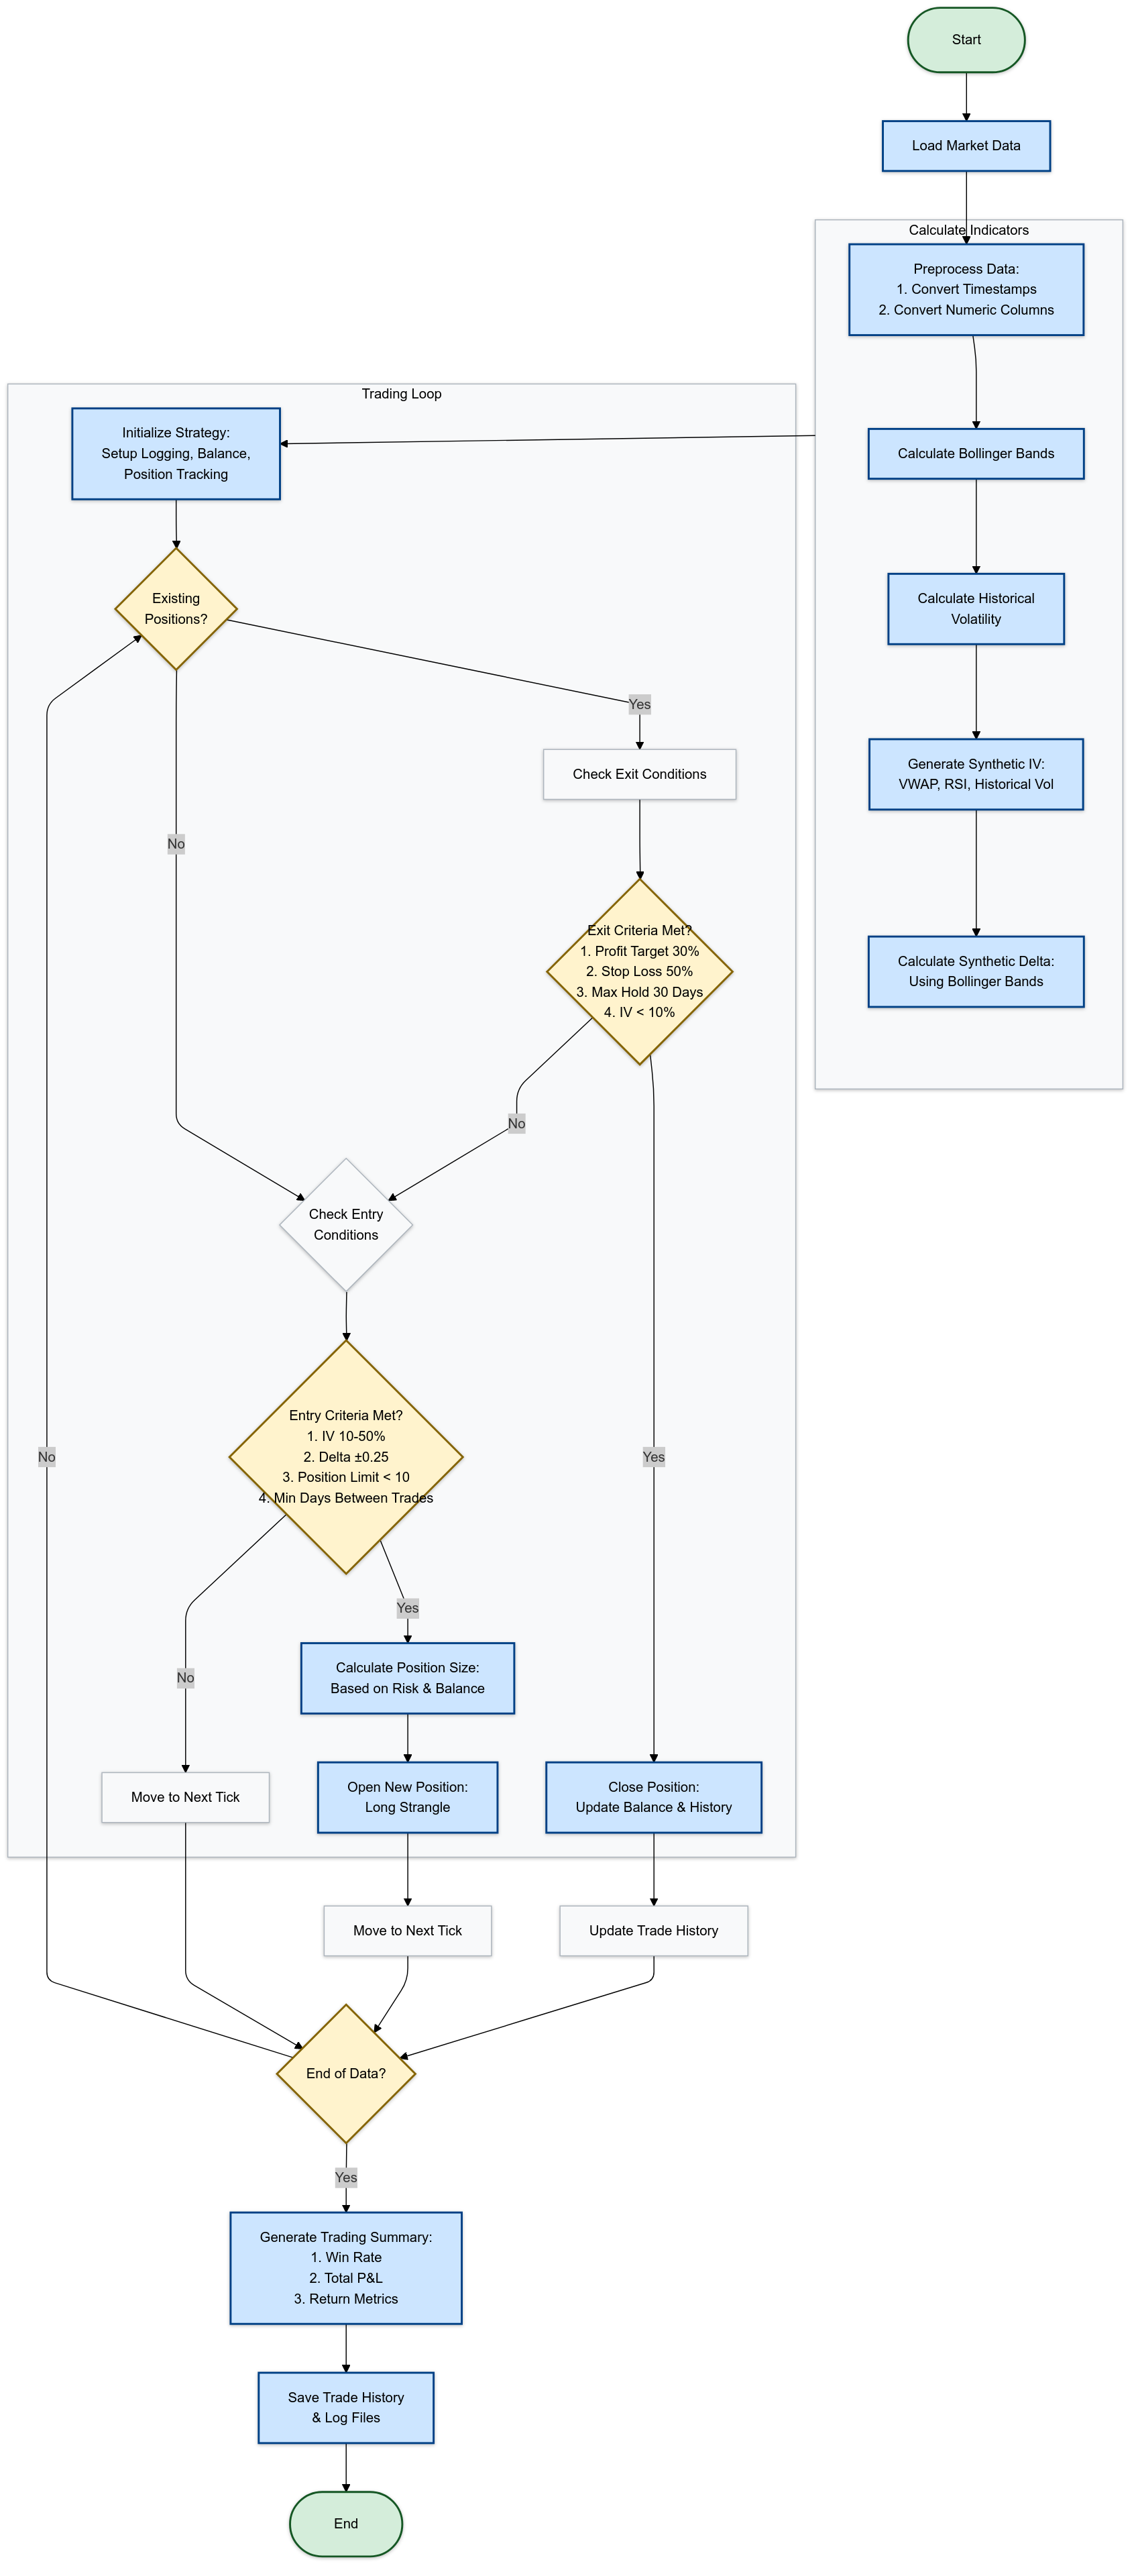 Start
Load Market Data
Calculate Indicators
Preprocess Data:
1. Convert Timestamps
2. Convert Numeric Columns
Calculate Bollinger Bands
Calculate Historical
Volatility
Generate Synthetic IV:
VWAP, RSI, Historical Vol
Calculate Synthetic Delta:
Using Bollinger Bands
Trading Loop
Initialize Strategy:
Setup Logging, Balance,
Position Tracking
Existing
Positions?
Yes
Check Exit Conditions
No
Exit Criteria Met?
1. Profit Target 30%
2. Stop Loss 50%
3. Max Hold 30 Days
4. IV < 10%
No
Check Entry
Conditions
Entry Criteria Met?
1. IV 10-50%
2. Delta ±0.25
3. Position Limit < 10
4. Min Days Between Trades
No
Yes
Yes
No
Calculate Position Size:
Based on Risk & Balance
Move to Next Tick
Open New Position:
Long Strangle
Close Position:
Update Balance & History
Move to Next Tick
Update Trade History
End of Data?
Yes
Generate Trading Summary:
1. Win Rate
2. Total P&L
3. Return Metrics
Save Trade History
& Log Files
End